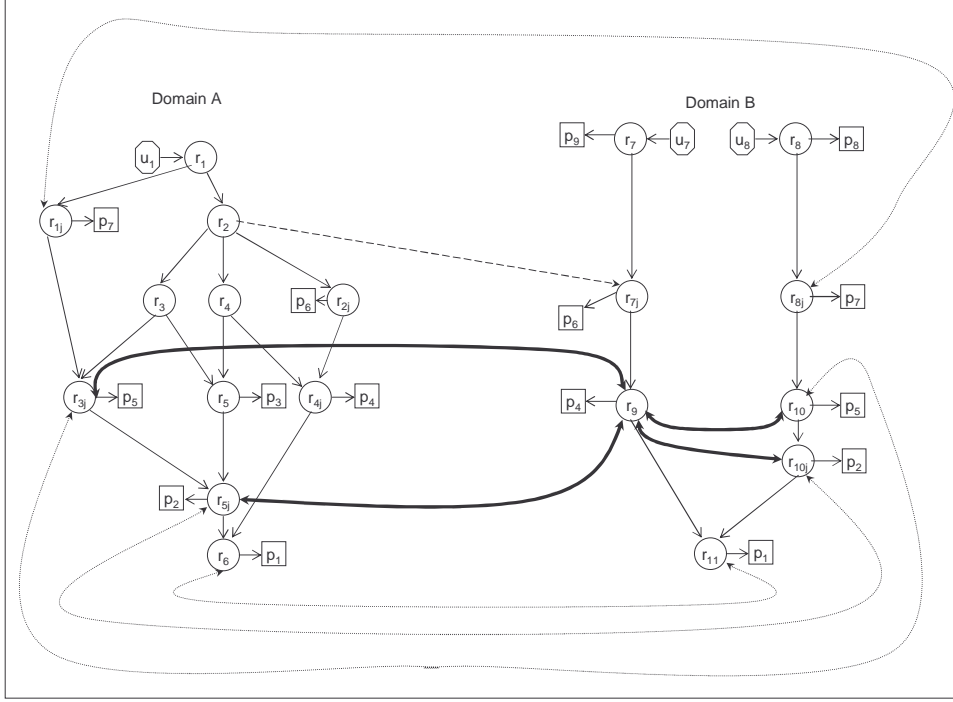 Domain A
Domain B
p9 r7 u7 u8 r8 p8
u1 r1
r1j p7 r2
r3 r4 p6 r2j r7j r8j p7
p6
r3j p5 r5 p3 r4j p4 p4 r9 r10 p5
r10j p2
p2 r5j
r6 p1 r11 p1